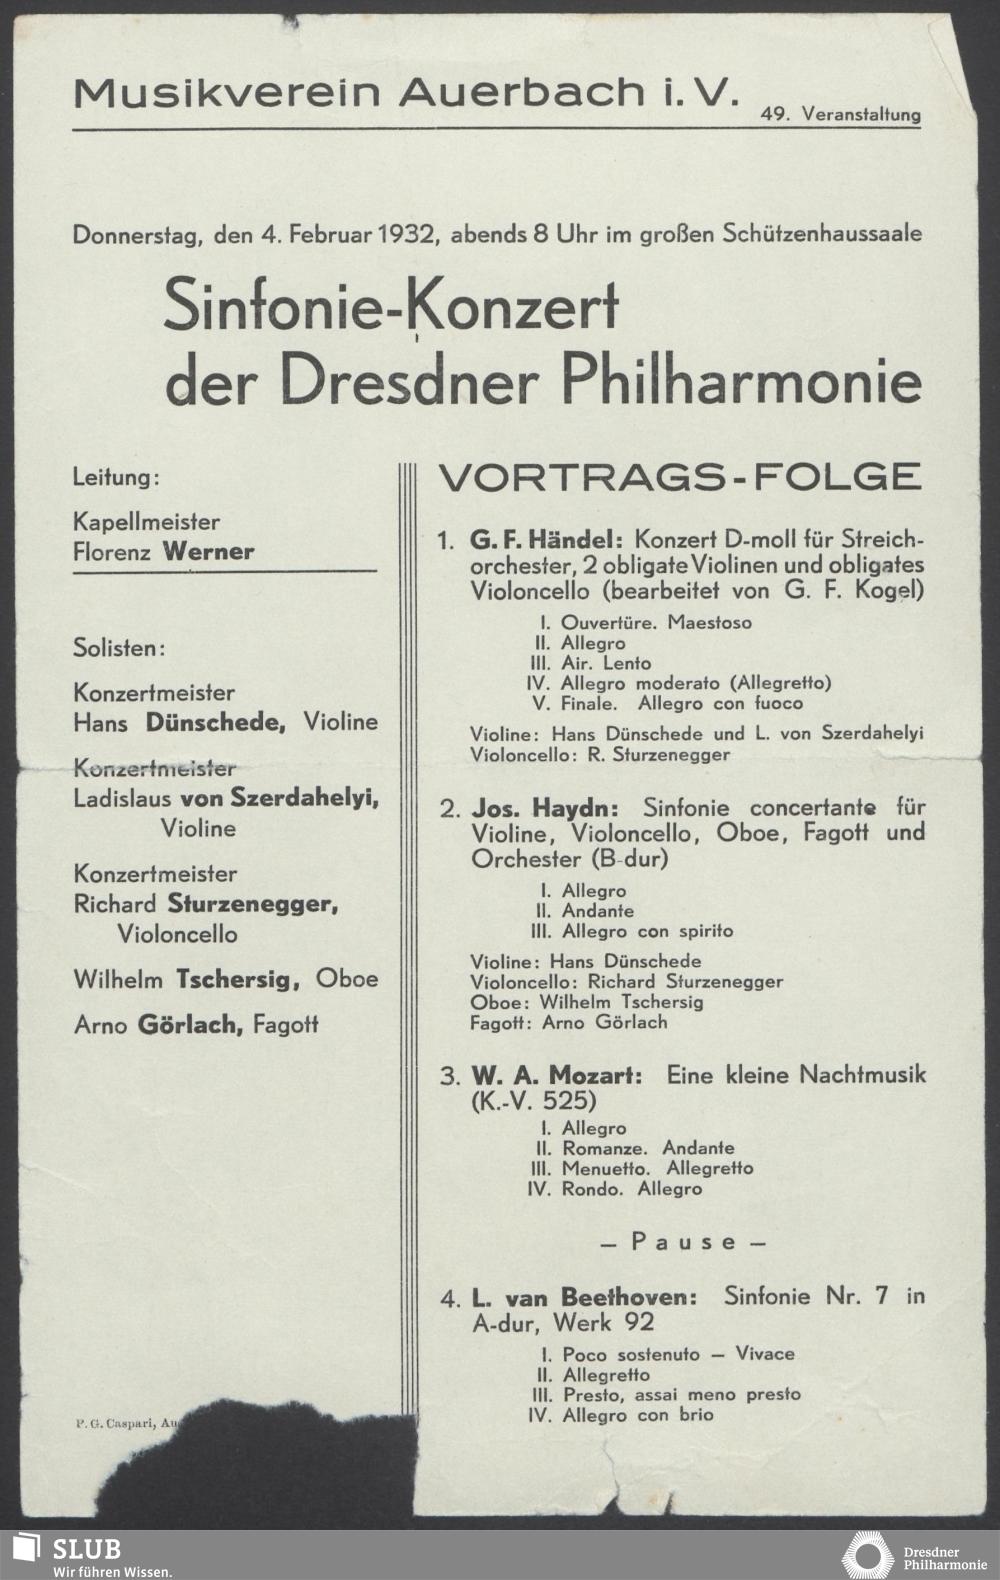 Musikverein Auerbach i. V.
49. Veranstaltung
Donnerstag, den 4. Februar 1932, abends 8 Uhr im großen Schützenhaussaale
Sinfonie-Konzert
der Dresdner Philharmonie
Leitung:
Kapellmeister
Florenz Werner
Solisten:
Konzertmeister
Hans Dünschede, Violine
Konzertmeister
Ladislaus von Szerdahelyi,
Violine
Konzertmeister
Richard Sturzenegger,
Violoncello
Wilhelm Tschersig, Oboe
Arno Görlach, Fagott
P. G. Caspari,
VORTRAGS-FOLGE
1. G. F. Händel: Konzert D-moll für Streich-
orchester, 2 obligate Violinen und obligates
Violoncello (bearbeitet von G. F. Kogel)
I. Ouvertüre. Maestoso
II. Allegro
III. Air. Lento
IV. Allegro moderato (Allegretto)
V. Finale. Allegro con fuoco
Violine: Hans Dünschede und L. von Szerdahelyi
Violoncello: R. Sturzenegger
2. Jos. Haydn: Sinfonie concertante für
Violine, Violoncello, Oboe, Fagott und
Orchester (B-dur)
I. Allegro
II. Andante
III. Allegro con spirito
Violine: Hans Dünschede
Violoncello: Richard Sturzenegger
Oboe: Wilhelm Tschersig
Fagott: Arno Görlach
3. W. A. Mozart: Eine kleine Nachtmusik
(K.-V. 525)
I. Allegro
II. Romanze. Andante
III. Menuetto. Allegretto
IV. Rondo. Allegro
– Pause –
4. L. van Beethoven: Sinfonie Nr. 7 in
A-dur, Werk 92
I. Poco sostenuto – Vivace
II. Allegretto
III. Presto, assai meno presto
IV. Allegro con brio
SLUB
Wir führen Wissen.
Dresdner
Philharmonie